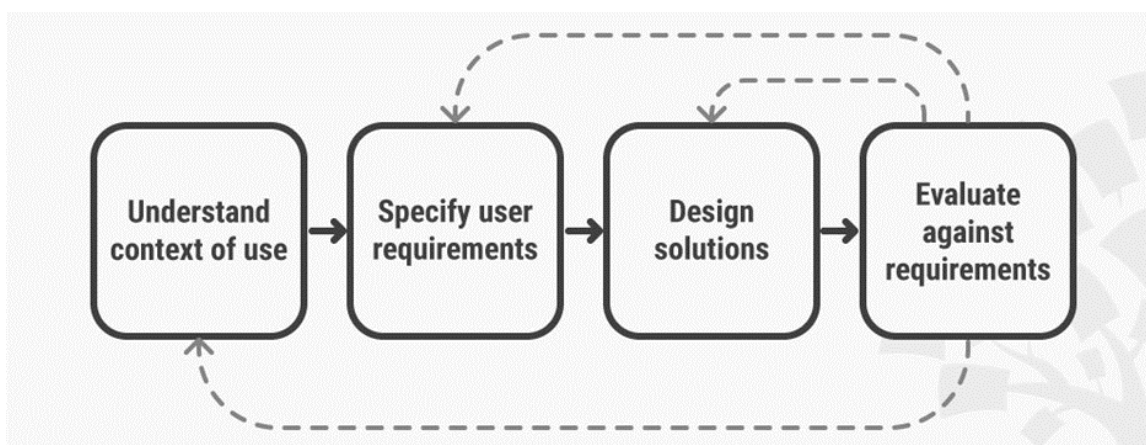 Understand
context of use
Specify user
requirements
Design
solutions
Evaluate
against
requirements